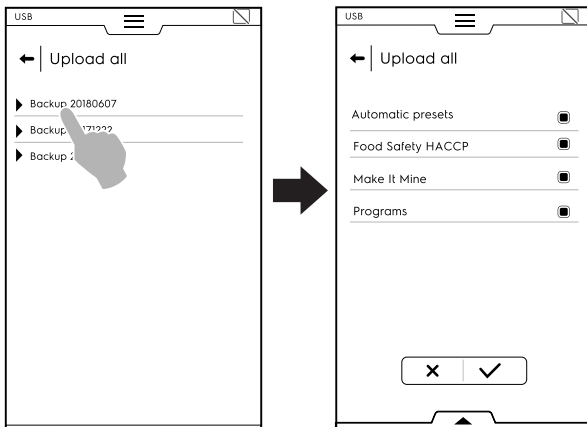 USB
Upload all
Backup 20180607
Backup
Backup
USB
Upload all
Automatic presets
Food Safety HACCP
Make It Mine
Programs